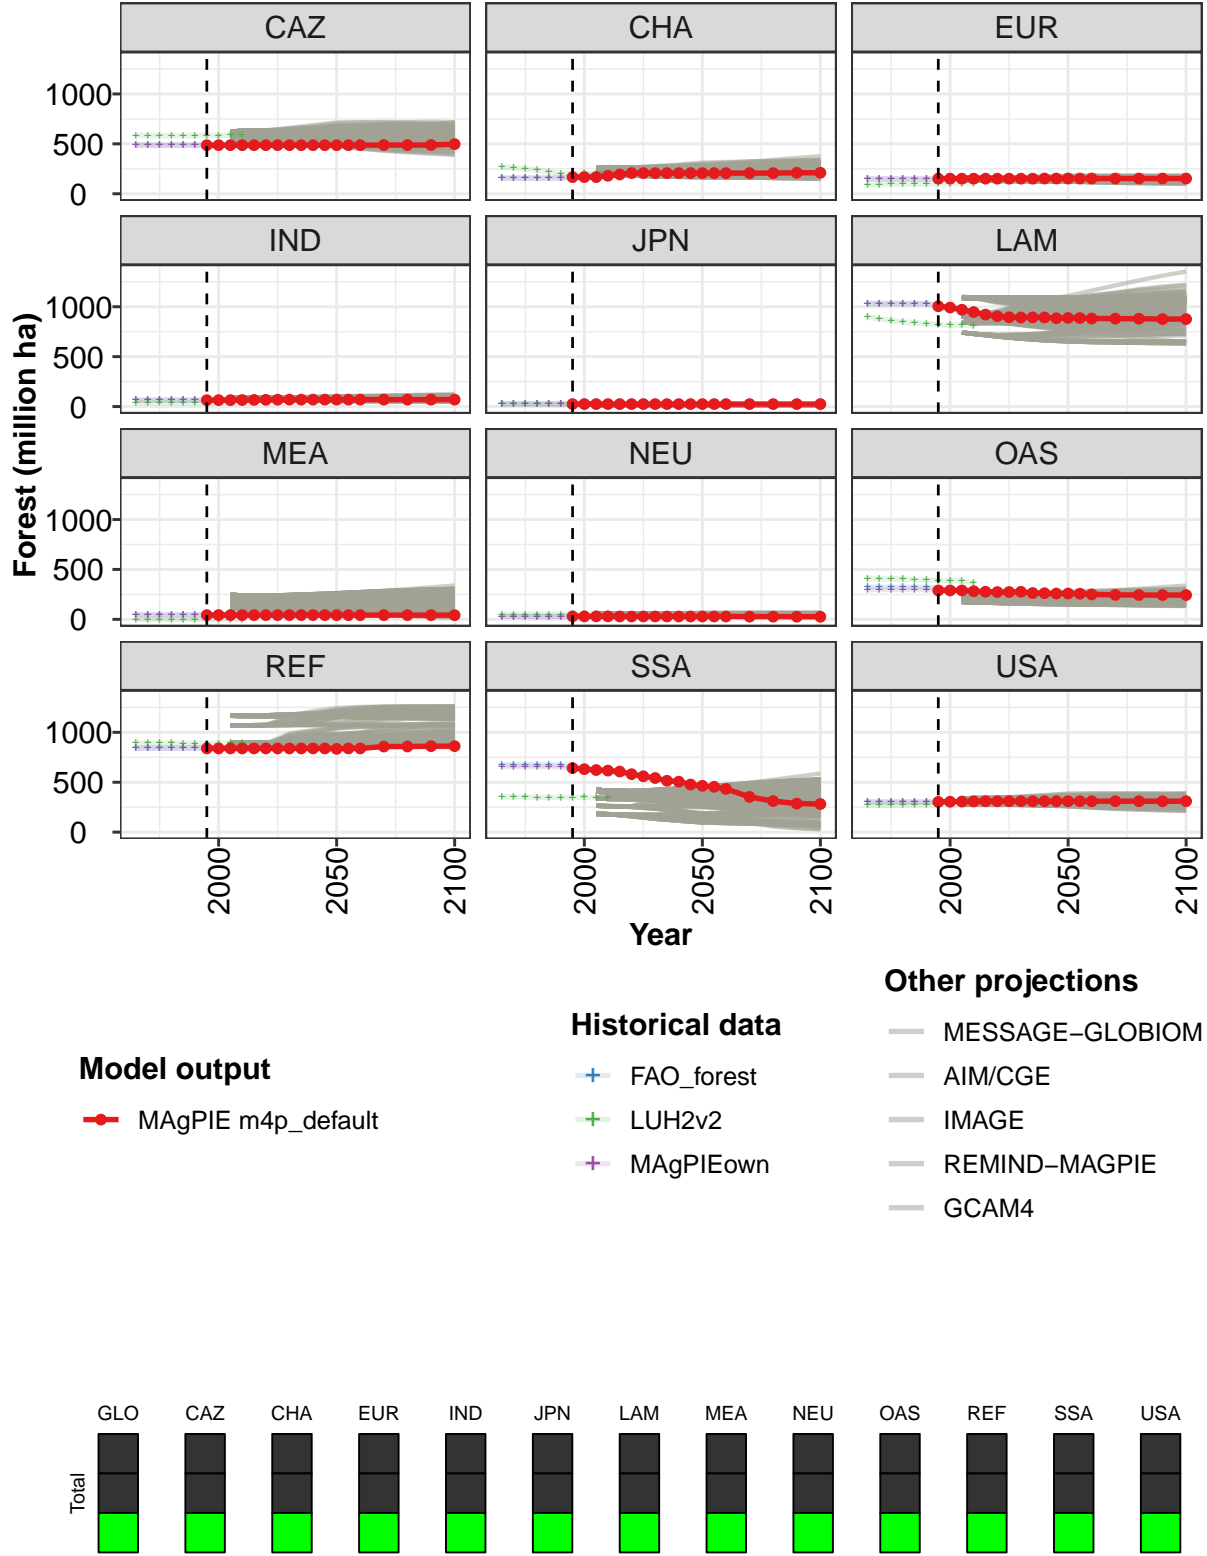 CAZ CHA EUR
1000
500
0
IND JPN LAM
1000
500
0
MEA NEU OAS
1000
500
0
REF SSA USA
1000
500
0
Forest (million ha)
2000 2050 2100 2000 2050 2100 2000 2050 2100
Year
Model output
MAgPIE m4p_default
Historical data
FAO_forest
LUH2v2
MAgPIEown
Other projections
MESSAGE−GLOBIOM
AIM/CGE
IMAGE
REMIND−MAGPIE
GCAM4
GLO CAZ CHA EUR IND JPN LAM MEA NEU OAS REF SSA USA
Total